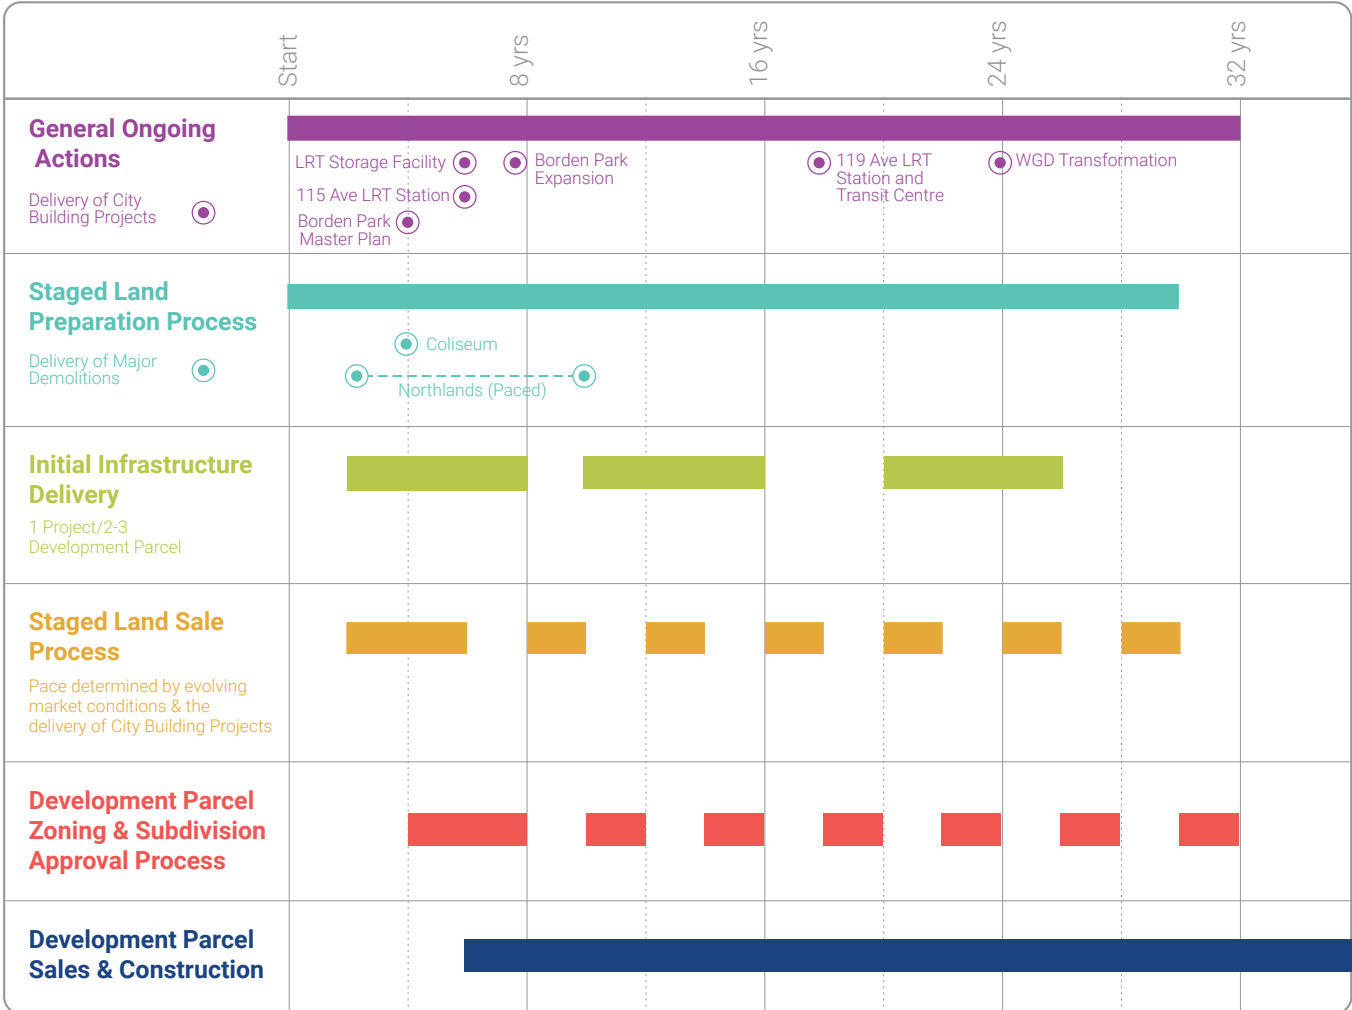 Start
8 yrs
16 yrs
24 yrs
32 yrs
General Ongoing
Actions
Delivery of City
Building Projects
LRT Storage Facility
115 Ave LRT Station
Borden Park
Master Plan
Borden Park
Expansion
119 Ave LRT
Station and
Transit Centre
WGD Transformation
Staged Land
Preparation Process
Delivery of Major
Demolitions
Coliseum
Northlands (Paced)
Initial Infrastructure
Delivery
1 Project/2-3
Development Parcel
Staged Land Sale
Process
Pace determined by evolving
market conditions & the
delivery of City Building Projects
Development Parcel
Zoning & Subdivision
Approval Process
Development Parcel
Sales & Construction